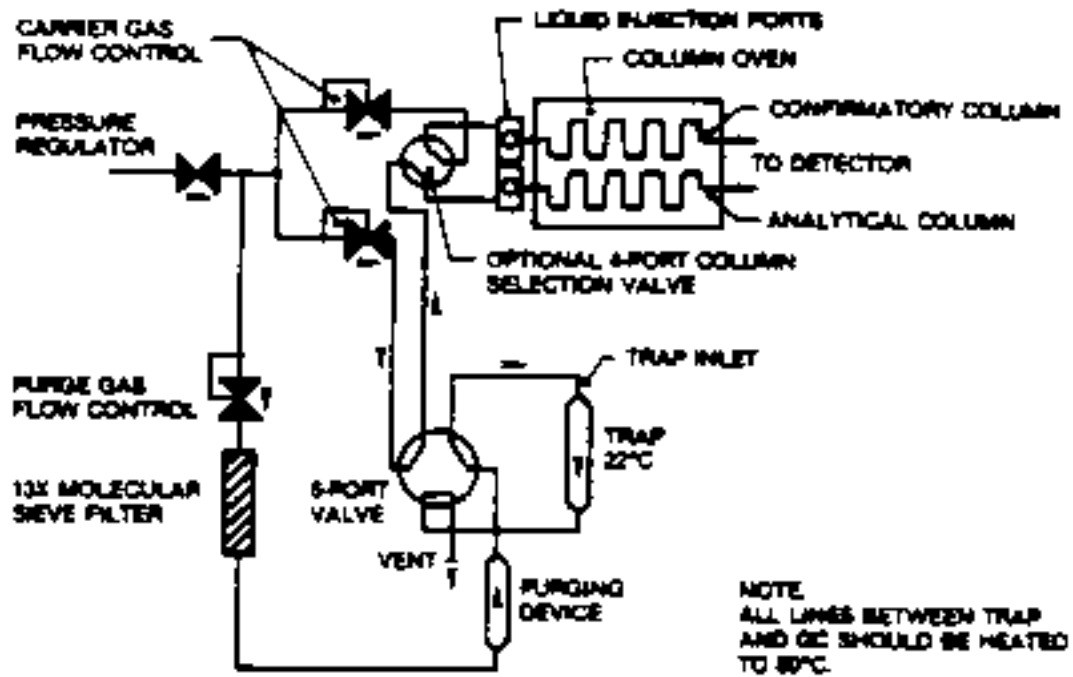 CARRIER GAS
FLOW CONTROL
LIQUID INJECTION PORTS
COLUMN OVEN
CONFIRMATORY COLUMN
PRESSURE
REGULATOR
TO DETECTOR
ANALYTICAL COLUMN
OPTIONAL 4-PORT COLUMN
SELECTION VALVE
TRAP INLET
PURGE GAS
FLOW CONTROL
TRAP
22°C
13X MOLECULAR
SIEVE FILTER
6-PORT
VALVE
VENT
PURGING
DEVICE
NOTE
ALL LINES BETWEEN TRAP
AND GC SHOULD BE HEATED
TO 80°C.